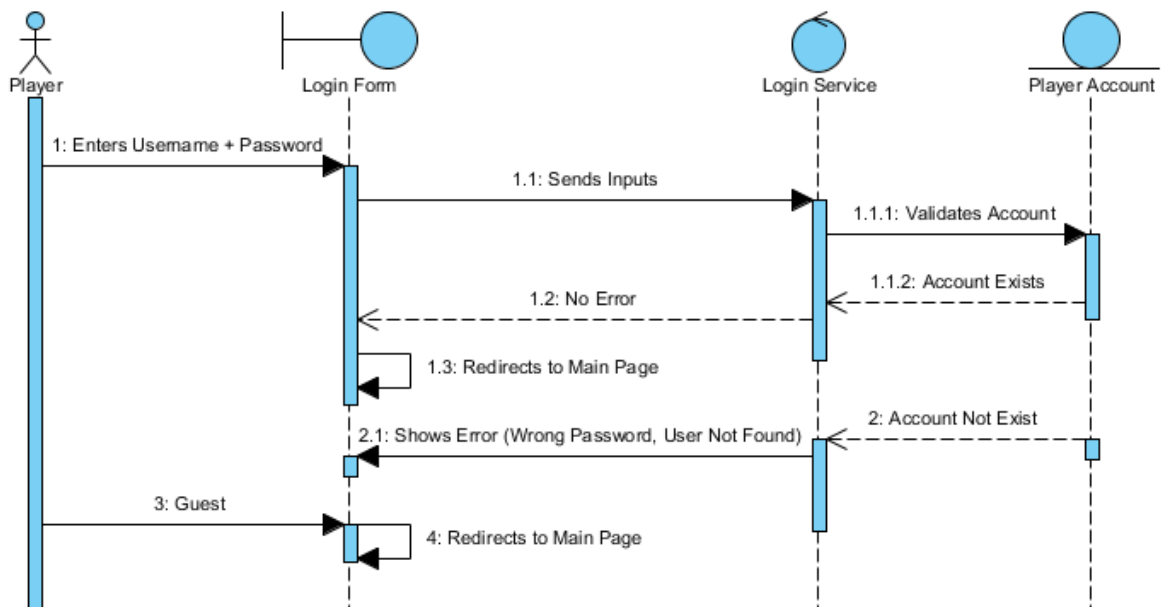 Player
Login Form
Login Service
Player Account
1: Enters Username + Password
1.1: Sends Inputs
1.1.1: Validates Account
1.1.2: Account Exists
1.2: No Error
1.3: Redirects to Main Page
2: Account Not Exist
2.1: Shows Error (Wrong Password, User Not Found)
3: Guest
4: Redirects to Main Page